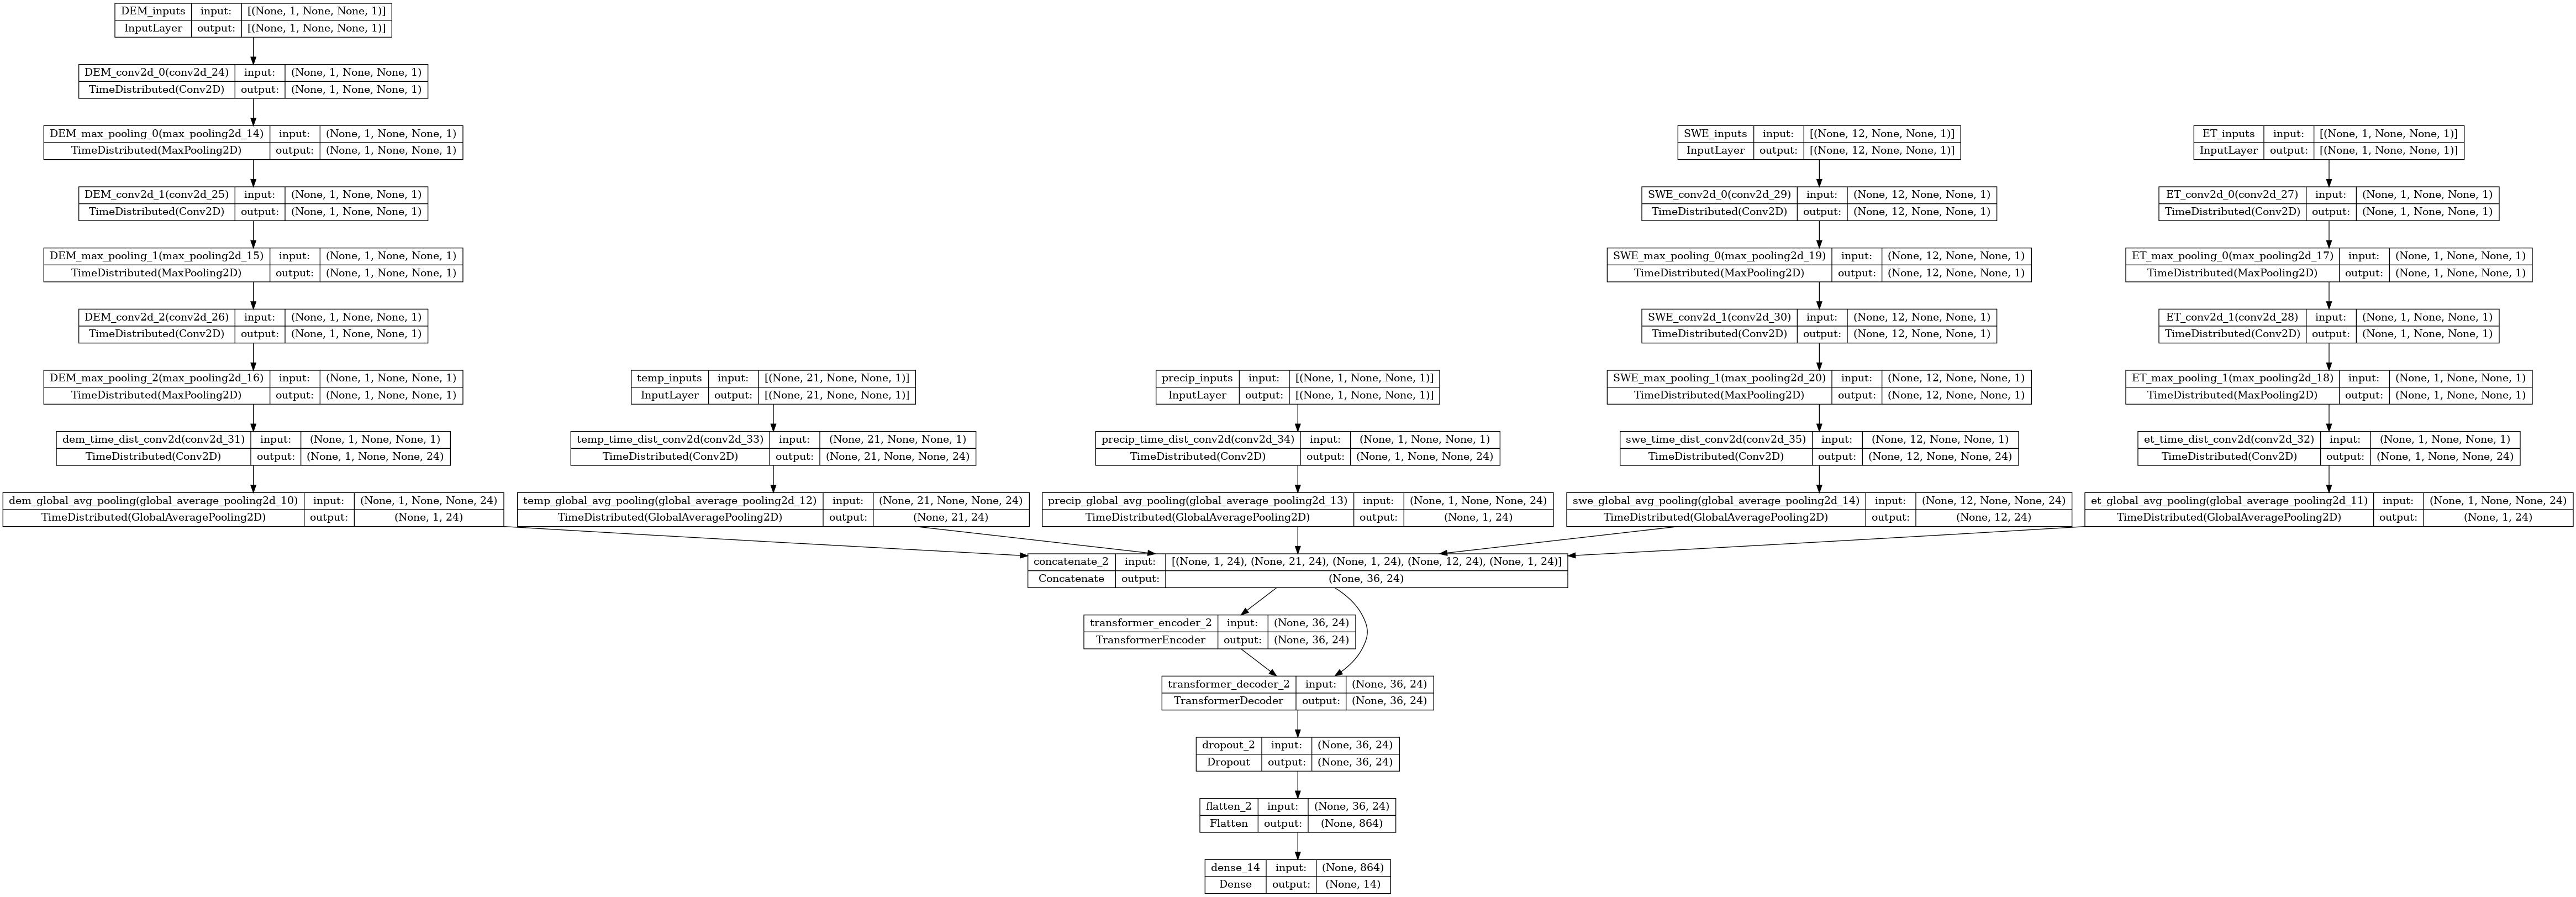 DEM_inputs input: [(None, 1, None, None, 1)]
InputLayer output: [(None, 1, None, None, 1)]
DEM_conv2d_0(conv2d_24) input: (None, 1, None, None, 1)
TimeDistributed(Conv2D) output: (None, 1, None, None, 1)
DEM_max_pooling_0(max_pooling2d_14) input: (None, 1, None, None, 1)
TimeDistributed(MaxPooling2D) output: (None, 1, None, None, 1)
DEM_conv2d_1(conv2d_25) input: (None, 1, None, None, 1)
TimeDistributed(Conv2D) output: (None, 1, None, None, 1)
DEM_max_pooling_1(max_pooling2d_15) input: (None, 1, None, None, 1)
TimeDistributed(MaxPooling2D) output: (None, 1, None, None, 1)
DEM_conv2d_2(conv2d_26) input: (None, 1, None, None, 1)
TimeDistributed(Conv2D) output: (None, 1, None, None, 1)
DEM_max_pooling_2(max_pooling2d_16) input: (None, 1, None, None, 1)
TimeDistributed(MaxPooling2D) output: (None, 1, None, None, 1)
dem_time_dist_conv2d(conv2d_31) input: (None, 1, None, None, 1)
TimeDistributed(Conv2D) output: (None, 1, None, None, 24)
dem_global_avg_pooling(global_average_pooling2d_10) input: (None, 1, None, None, 24)
TimeDistributed(GlobalAveragePooling2D) output: (None, 1, 24)
temp_inputs input: [(None, 21, None, None, 1)]
InputLayer output: [(None, 21, None, None, 1)]
temp_time_dist_conv2d(conv2d_33) input: (None, 21, None, None, 1)
TimeDistributed(Conv2D) output: (None, 21, None, None, 24)
temp_global_avg_pooling(global_average_pooling2d_12) input: (None, 21, None, None, 24)
TimeDistributed(GlobalAveragePooling2D) output: (None, 21, 24)
precip_inputs input: [(None, 1, None, None, 1)]
InputLayer output: [(None, 1, None, None, 1)]
precip_time_dist_conv2d(conv2d_34) input: (None, 1, None, None, 1)
TimeDistributed(Conv2D) output: (None, 1, None, None, 24)
precip_global_avg_pooling(global_average_pooling2d_13) input: (None, 1, None, None, 24)
TimeDistributed(GlobalAveragePooling2D) output: (None, 1, 24)
SWE_inputs input: [(None, 12, None, None, 1)]
InputLayer output: [(None, 12, None, None, 1)]
SWE_conv2d_0(conv2d_29) input: (None, 12, None, None, 1)
TimeDistributed(Conv2D) output: (None, 12, None, None, 1)
SWE_max_pooling_0(max_pooling2d_19) input: (None, 12, None, None, 1)
TimeDistributed(MaxPooling2D) output: (None, 12, None, None, 1)
SWE_conv2d_1(conv2d_30) input: (None, 12, None, None, 1)
TimeDistributed(Conv2D) output: (None, 12, None, None, 1)
SWE_max_pooling_1(max_pooling2d_20) input: (None, 12, None, None, 1)
TimeDistributed(MaxPooling2D) output: (None, 12, None, None, 1)
swe_time_dist_conv2d(conv2d_35) input: (None, 12, None, None, 1)
TimeDistributed(Conv2D) output: (None, 12, None, None, 24)
swe_global_avg_pooling(global_average_pooling2d_14) input: (None, 12, None, None, 24)
TimeDistributed(GlobalAveragePooling2D) output: (None, 12, 24)
ET_inputs input: [(None, 1, None, None, 1)]
InputLayer output: [(None, 1, None, None, 1)]
ET_conv2d_0(conv2d_27) input: (None, 1, None, None, 1)
TimeDistributed(Conv2D) output: (None, 1, None, None, 1)
ET_max_pooling_0(max_pooling2d_17) input: (None, 1, None, None, 1)
TimeDistributed(MaxPooling2D) output: (None, 1, None, None, 1)
ET_conv2d_1(conv2d_28) input: (None, 1, None, None, 1)
TimeDistributed(Conv2D) output: (None, 1, None, None, 1)
ET_max_pooling_1(max_pooling2d_18) input: (None, 1, None, None, 1)
TimeDistributed(MaxPooling2D) output: (None, 1, None, None, 1)
et_time_dist_conv2d(conv2d_32) input: (None, 1, None, None, 1)
TimeDistributed(Conv2D) output: (None, 1, None, None, 24)
et_global_avg_pooling(global_average_pooling2d_11) input: (None, 1, None, None, 24)
TimeDistributed(GlobalAveragePooling2D) output: (None, 1, 24)
concatenate_2 input: [(None, 1, 24), (None, 21, 24), (None, 1, 24), (None, 12, 24), (None, 1, 24)]
Concatenate output: (None, 36, 24)
transformer_encoder_2 input: (None, 36, 24)
TransformerEncoder output: (None, 36, 24)
transformer_decoder_2 input: (None, 36, 24)
TransformerDecoder output: (None, 36, 24)
dropout_2 input: (None, 36, 24)
Dropout output: (None, 36, 24)
flatten_2 input: (None, 36, 24)
Flatten output: (None, 864)
dense_14 input: (None, 864)
Dense output: (None, 14)